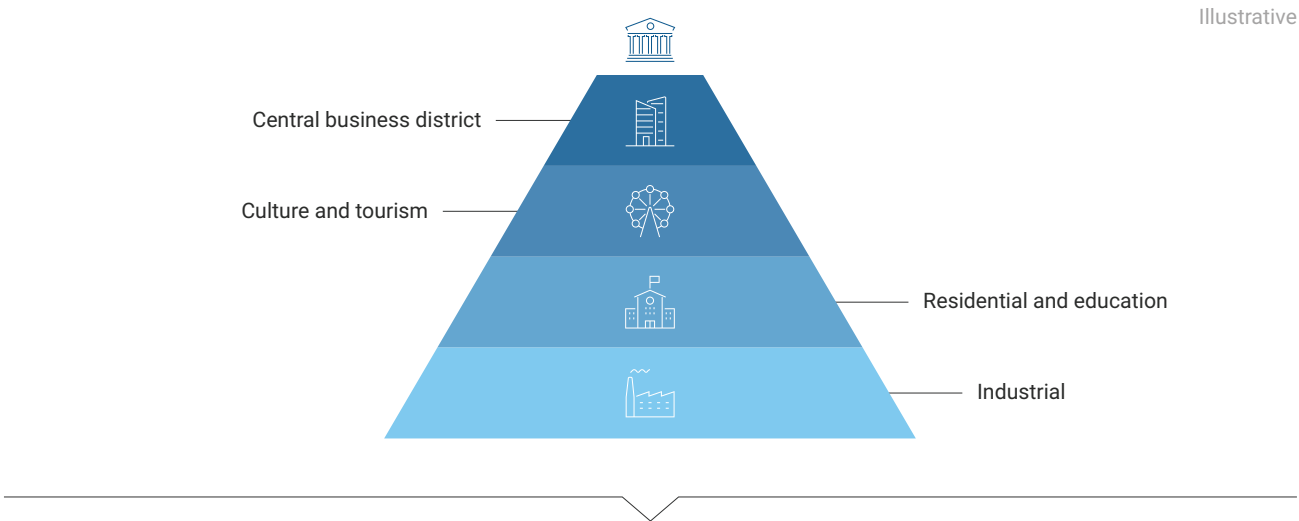 Illustrative
Central business district
Culture and tourism
Residential and education
Industrial